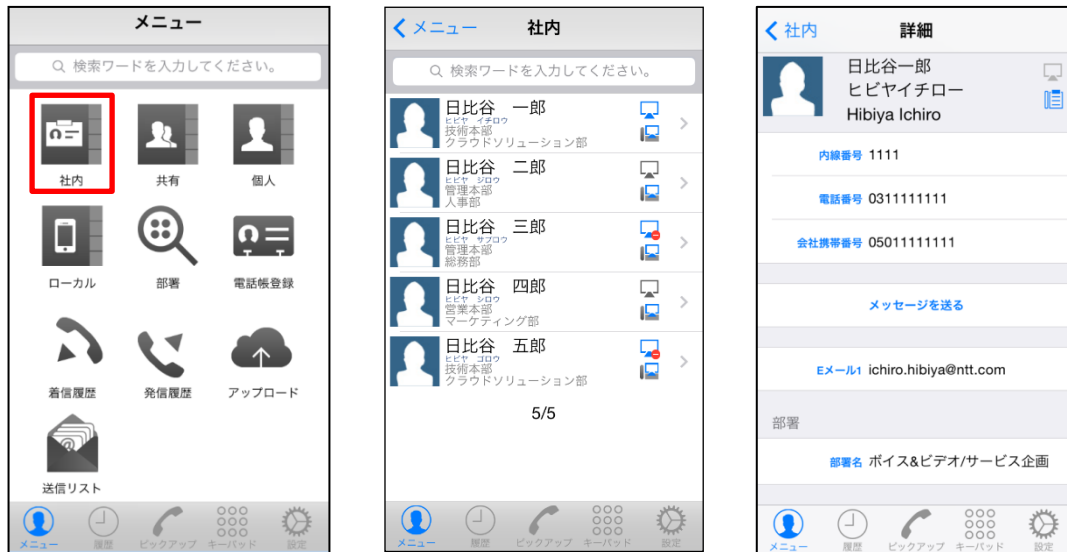 メニュー
検索ワードを入力してください。
社内
共有
個人
ローカル
部署
電話帳登録
着信履歴
発信履歴
アップロード
送信リスト
メニュー
履歴
ピックアップ
キーパッド
設定
メニュー
社内
検索ワードを入力してください。
日比谷 一郎
ヒビヤ イチロウ
技術本部
クラウドソリューション部
日比谷 二郎
ヒビヤ ジロウ
管理本部
人事部
日比谷 三郎
ヒビヤ サブロウ
管理本部
総務部
日比谷 四郎
ヒビヤ シロウ
営業本部
マーケティング部
日比谷 五郎
ヒビヤ ゴロウ
技術本部
クラウドソリューション部
5/5
メニュー
履歴
ピックアップ
キーパッド
設定
社内
詳細
日比谷一郎
ヒビヤイチロー
Hibiya Ichiro
内線番号 1111
電話番号 0311111111
会社携帯番号 05011111111
メッセージを送る
Eメール1 ichiro.hibiya@ntt.com
部署
部署名 ボイス&ビデオ/サービス企画
メニュー
履歴
ピックアップ
キーパッド
設定